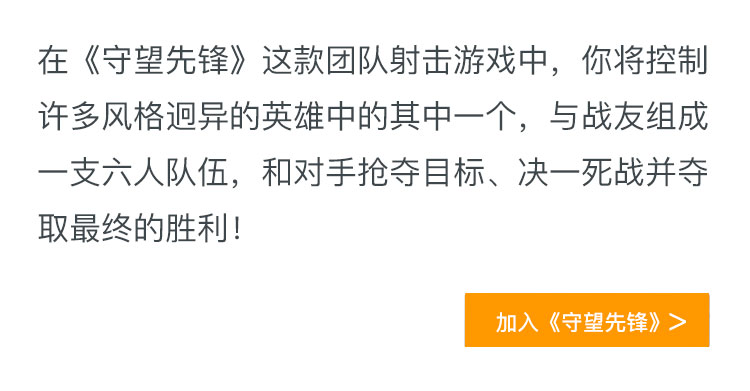 在《守望先锋》这款团队射击游戏中，你将控制
许多风格迥异的英雄中的其中一个，与战友组成
一支六人队伍，和对手抢夺目标、决一死战并夺
取最终的胜利！
加入《守望先锋》>